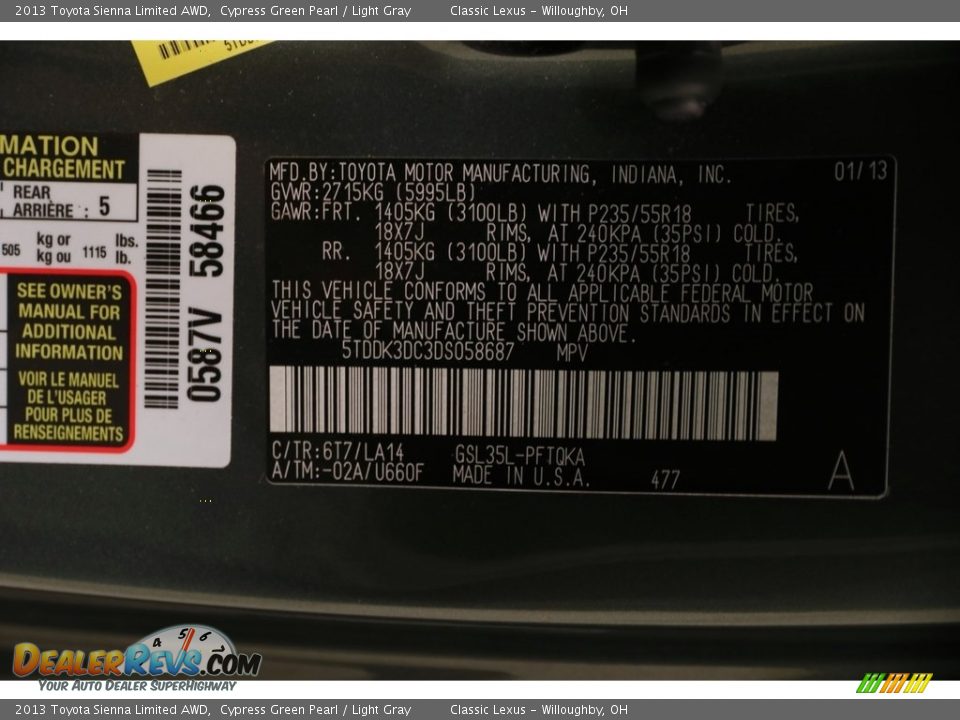 2013 Toyota Sienna Limited AWD, Cypress Green Pearl / Light Gray Classic Lexus - Willoughby, OH
MATION
CHARGEMENT
REAR
ARRIÈRE : 5
505 kg or 1115 lbs.
kg ou lb.
SEE OWNER'S
MANUAL FOR
ADDITIONAL
INFORMATION
VOIR LE MANUEL
DE L'USAGER
POUR PLUS DE
RENSEIGNEMENTS
0587V 58466
MFD.BY:TOYOTA MOTOR MANUFACTURING, INDIANA, INC. 01/13
GVWR:2715KG (5995LB)
GAWR:FRT. 1405KG (3100LB) WITH P235/55R18 TIRES,
18X7J RIMS, AT 240KPA (35PSI) COLD.
RR. 1405KG (3100LB) WITH P235/55R18 TIRES,
18X7J RIMS, AT 240KPA (35PSI) COLD.
THIS VEHICLE CONFORMS TO ALL APPLICABLE FEDERAL MOTOR
VEHICLE SAFETY AND THEFT PREVENTION STANDARDS IN EFFECT ON
THE DATE OF MANUFACTURE SHOWN ABOVE.
5TDDK3DC3DS058687 MPV
C/TR:6T7/LA14 GSL35L-PFTQKA
A/TM:-02A/U660F MADE IN U.S.A. 477
A
4 5 6
DealerRevs.com
Your Auto Dealer SuperHighway
2013 Toyota Sienna Limited AWD, Cypress Green Pearl / Light Gray Classic Lexus - Willoughby, OH